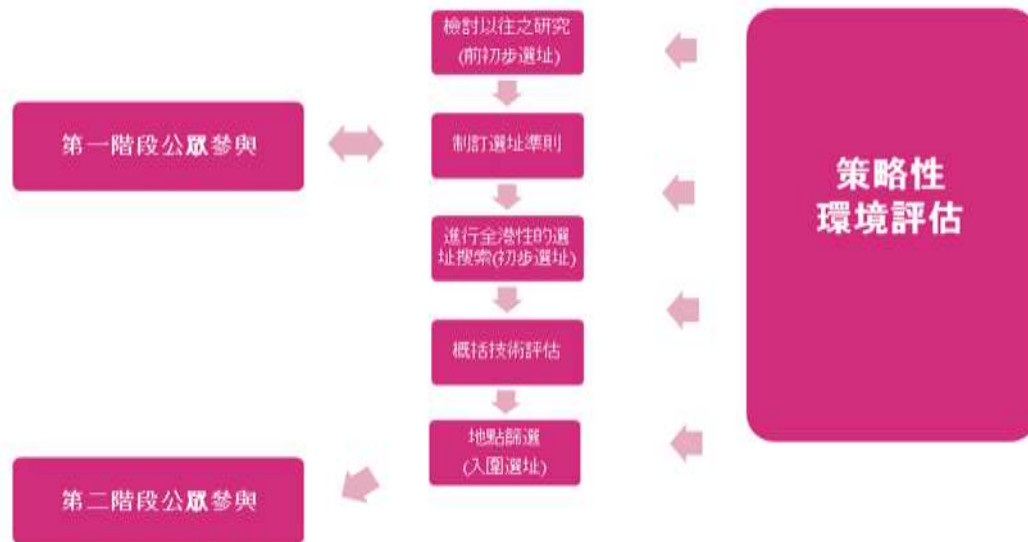 檢討以往之研究
(前初步選址)
第一階段公眾參與
制訂選址準則
策略性
環境評估
進行全港性的選
址搜索(初步選址)
概括技術評估
地點篩選
(入圍選址)
第二階段公眾參與